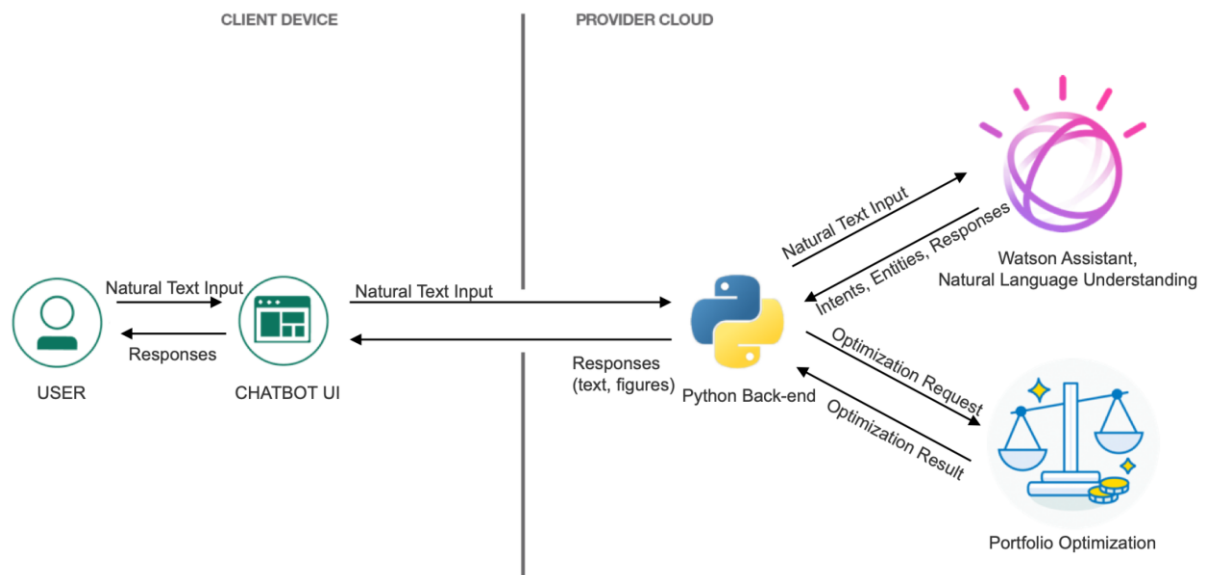 CLIENT DEVICE
PROVIDER CLOUD
Natural Text Input
Responses
USER
CHATBOT UI
Natural Text Input
Responses
(text, figures)
Python Back-end
Natural Text Input
Intents, Entities, Responses
Watson Assistant,
Natural Language Understanding
Optimization Request
Optimization Result
Portfolio Optimization